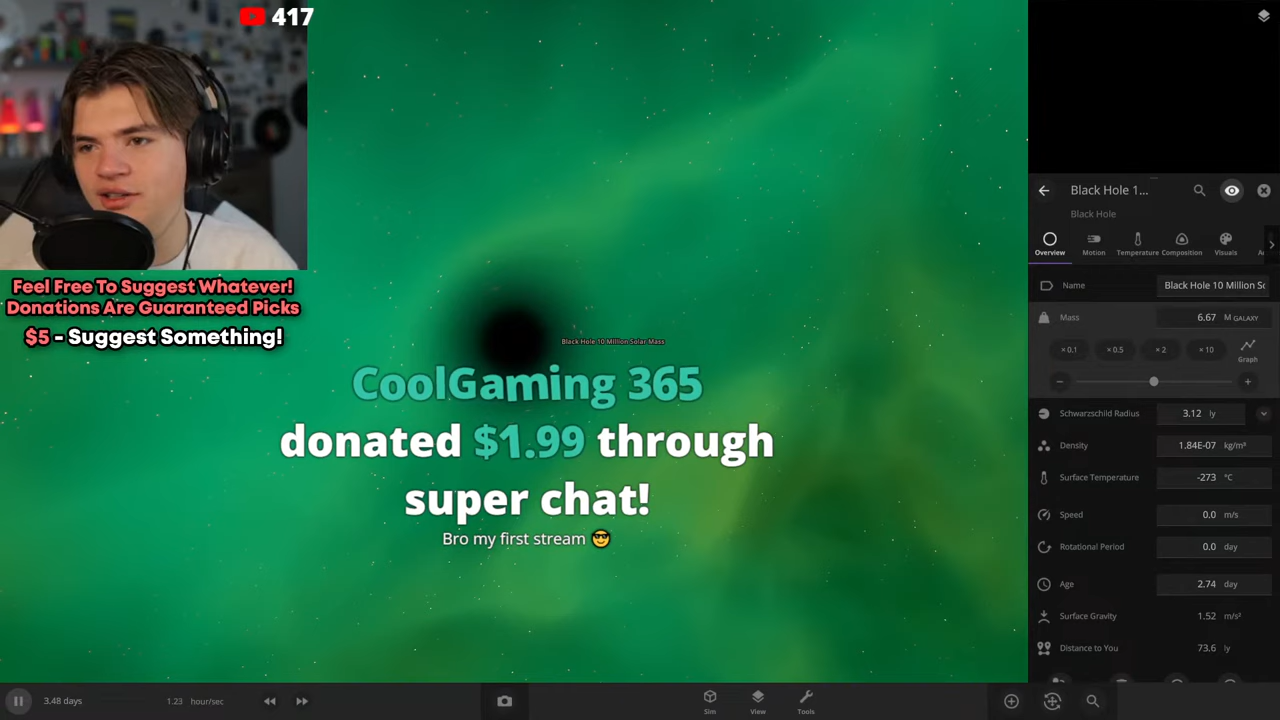 417
Feel Free To Suggest Whatever!
Donations Are Guaranteed Picks
$5 - Suggest Something!
Black Hole 10 Million Solar Mass
CoolGaming 365
donated $1.99 through
super chat!
Bro my first stream 😎
Black Hole 1...
Black Hole
Overview Motion Temperature Composition Visuals
Name Black Hole 10 Million So
Mass 6.67 M GALAXY
× 0.1 × 0.5 × 2 × 10 Graph
Schwarzschild Radius 3.12 ly
Density 1.84E-07 kg/m³
Surface Temperature -273 °C
Speed 0.0 m/s
Rotational Period 0.0 day
Age 2.74 day
Surface Gravity 1.52 m/s²
Distance to You 73.6 ly
3.48 days 1.23 hour/sec Sim View Tools